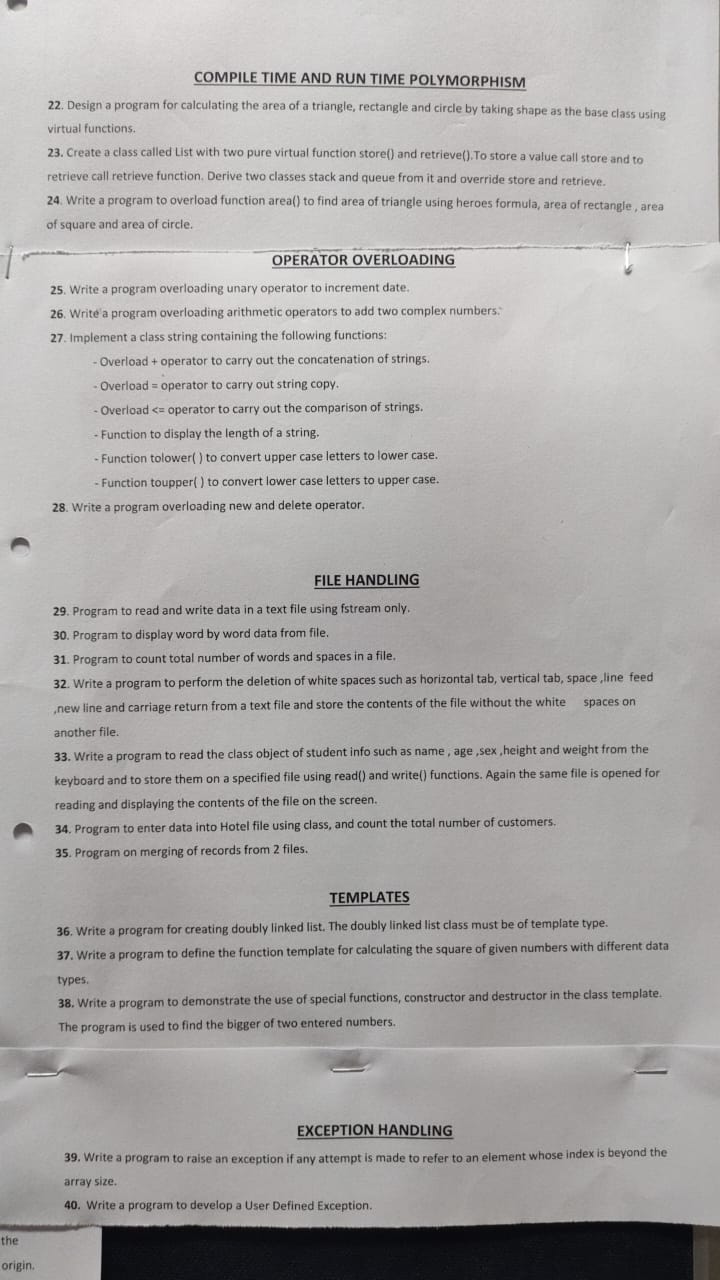 COMPILE TIME AND RUN TIME POLYMORPHISM
22. Design a program for calculating the area of a triangle, rectangle and circle by taking shape as the base class using
virtual functions.
23. Create a class called List with two pure virtual function store() and retrieve().To store a value call store and to
retrieve call retrieve function. Derive two classes stack and queue from it and override store and retrieve.
24. Write a program to overload function area() to find area of triangle using heroes formula, area of rectangle , area
of square and area of circle.
OPERATOR OVERLOADING
25. Write a program overloading unary operator to increment date.
26. Write a program overloading arithmetic operators to add two complex numbers.
27. Implement a class string containing the following functions:
- Overload + operator to carry out the concatenation of strings.
- Overload = operator to carry out string copy.
- Overload <= operator to carry out the comparison of strings.
- Function to display the length of a string.
- Function tolower( ) to convert upper case letters to lower case.
- Function toupper( ) to convert lower case letters to upper case.
28. Write a program overloading new and delete operator.
FILE HANDLING
29. Program to read and write data in a text file using fstream only.
30. Program to display word by word data from file.
31. Program to count total number of words and spaces in a file.
32. Write a program to perform the deletion of white spaces such as horizontal tab, vertical tab, space ,line feed
,new line and carriage return from a text file and store the contents of the file without the white spaces on
another file.
33. Write a program to read the class object of student info such as name , age ,sex ,height and weight from the
keyboard and to store them on a specified file using read() and write() functions. Again the same file is opened for
reading and displaying the contents of the file on the screen.
34. Program to enter data into Hotel file using class, and count the total number of customers.
35. Program on merging of records from 2 files.
TEMPLATES
36. Write a program for creating doubly linked list. The doubly linked list class must be of template type.
37. Write a program to define the function template for calculating the square of given numbers with different data
types.
38. Write a program to demonstrate the use of special functions, constructor and destructor in the class template.
The program is used to find the bigger of two entered numbers.
EXCEPTION HANDLING
39. Write a program to raise an exception if any attempt is made to refer to an element whose index is beyond the
array size.
40. Write a program to develop a User Defined Exception.
the
origin.